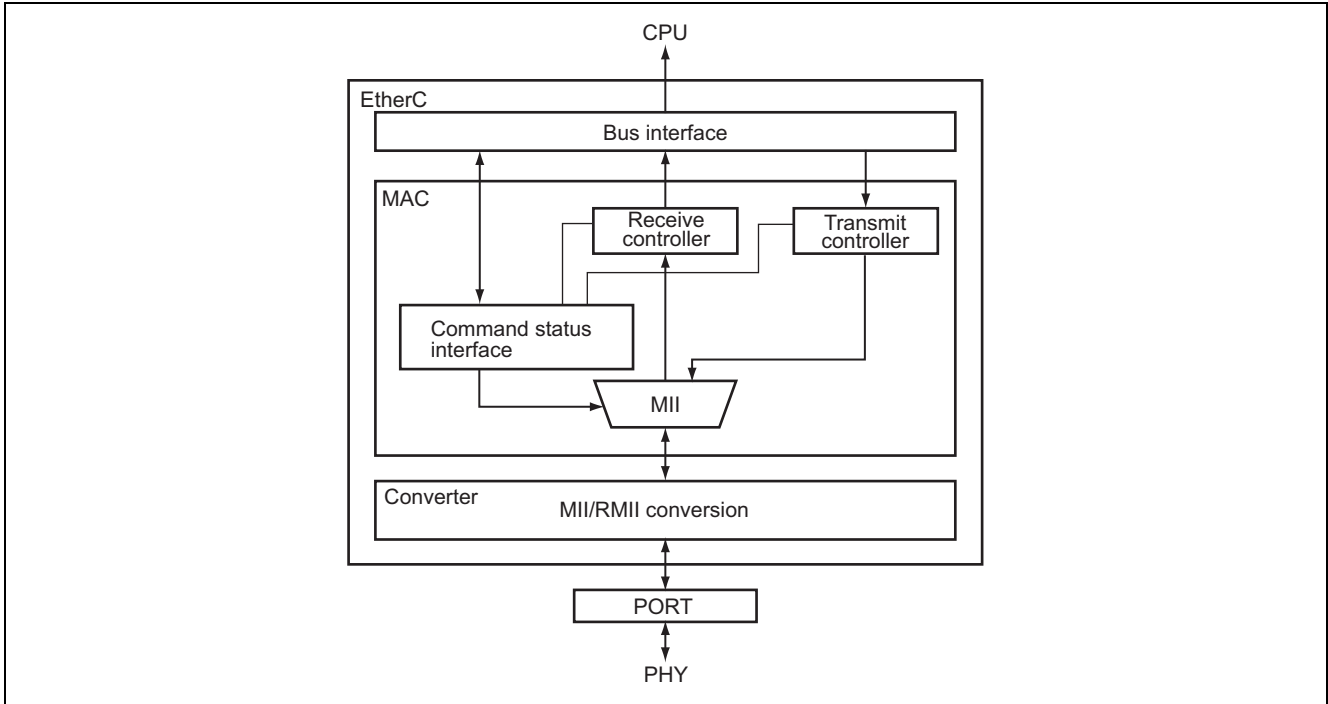 CPU
EtherC
Bus interface
MAC
Receive
controller
Transmit
controller
Command status
interface
MII
Converter
MII/RMII conversion
PORT
PHY